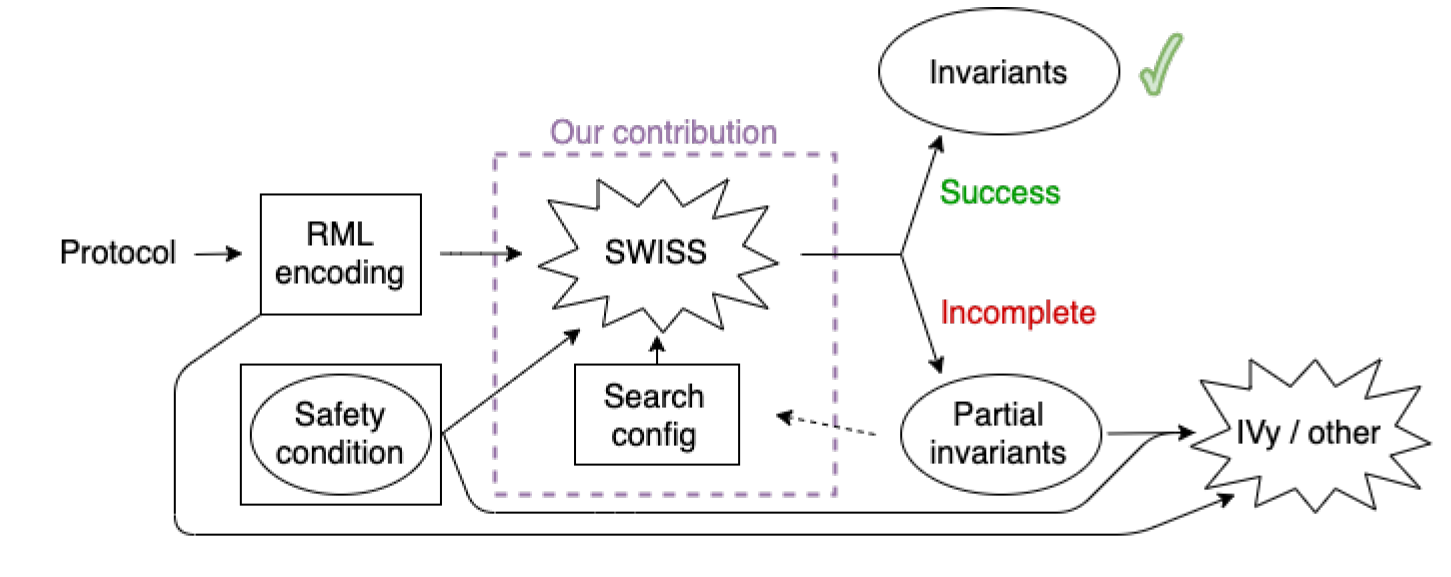 Invariants
Our contribution
Success
Protocol
RML
encoding
SWISS
Incomplete
Safety
condition
Search
config
Partial
invariants
IVy / other